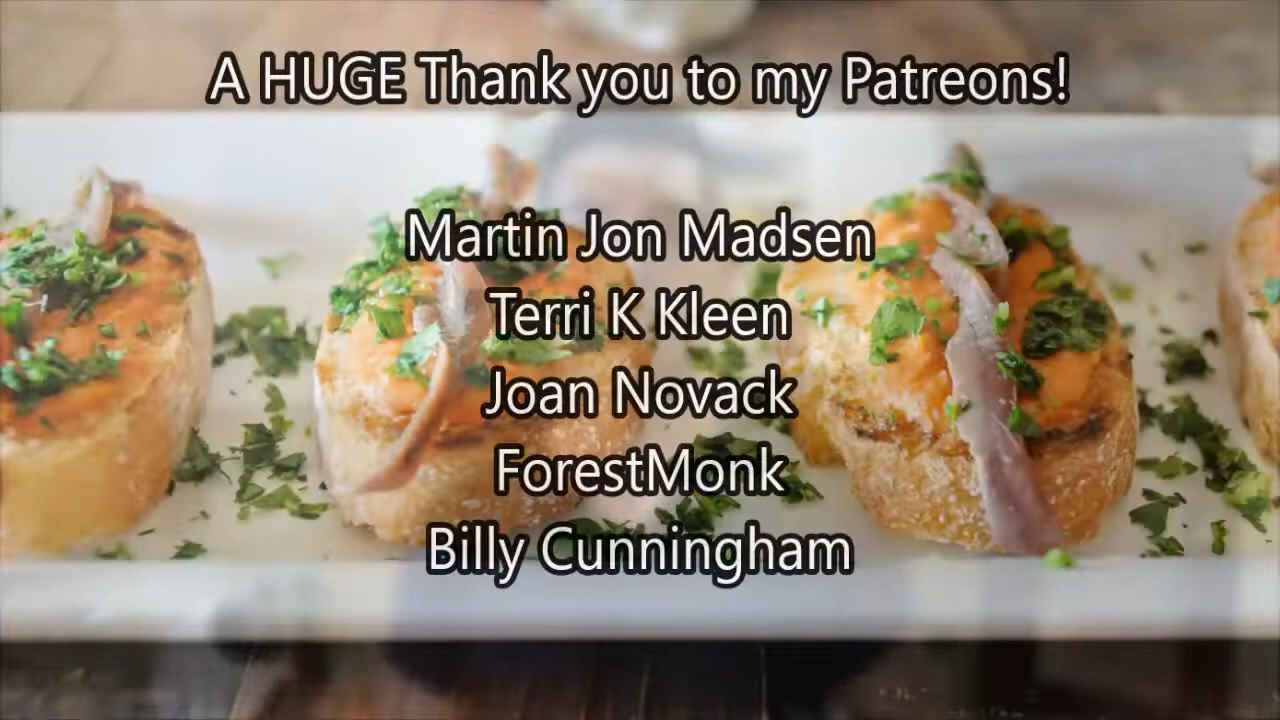 A HUGE Thank you to my Patreons!
Martin Jon Madsen
Terri K Kleen
Joan Novack
ForestMonk
Billy Cunningham